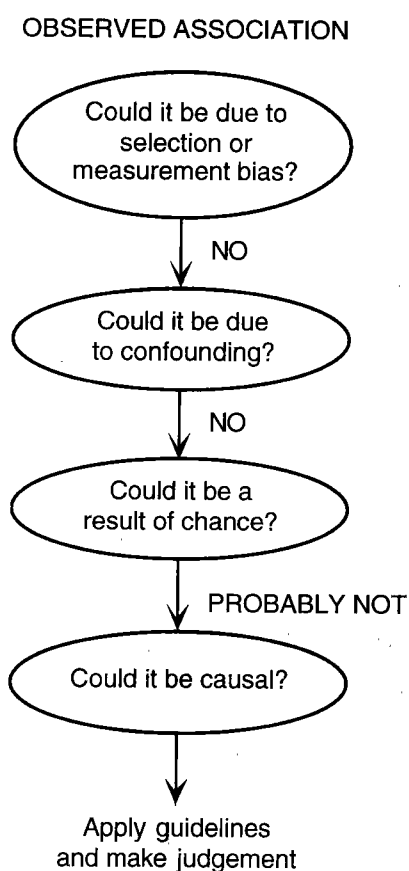 OBSERVED ASSOCIATION
Could it be due to
selection or
measurement bias?
NO
Could it be due
to confounding?
NO
Could it be a
result of chance?
PROBABLY NOT
Could it be causal?
Apply guidelines
and make judgement